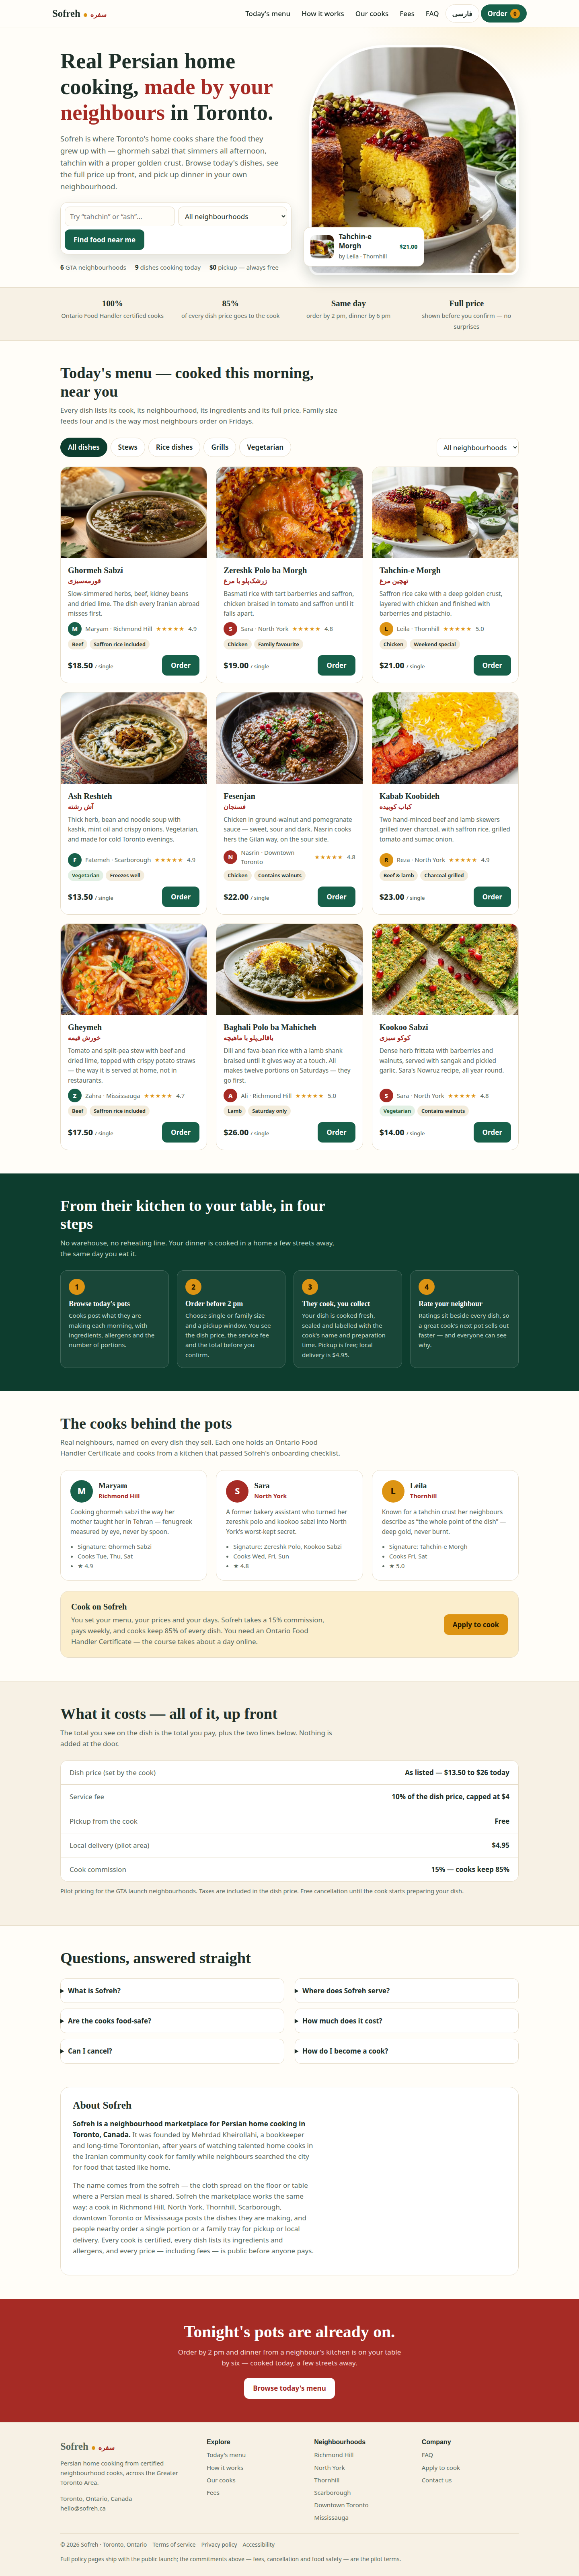 Sofreh سفره
Today's menu How it works Our cooks Fees FAQ فارسی Order 0
Real Persian home
cooking, made by your
neighbours in Toronto.
Sofreh is where Toronto's home cooks share the food they
grew up with — ghormeh sabzi that simmers all afternoon,
tahchin with a proper golden crust. Browse today's dishes, see
the full price up front, and pick up dinner in your own
neighbourhood.
Try “tahchin” or “ash”…
All neighbourhoods
Find food near me
6 GTA neighbourhoods 9 dishes cooking today $0 pickup — always free
Tahchin-e
Morgh
by Leila · Thornhill
$21.00
100%
Ontario Food Handler certified cooks
85%
of every dish price goes to the cook
Same day
order by 2 pm, dinner by 6 pm
Full price
shown before you confirm — no
surprises
Today's menu — cooked this morning,
near you
Every dish lists its cook, its neighbourhood, its ingredients and its full price. Family size
feeds four and is the way most neighbours order on Fridays.
All dishes Stews Rice dishes Grills Vegetarian
All neighbourhoods
Ghormeh Sabzi
قورمه‌سبزی
Slow-simmered herbs, beef, kidney beans
and dried lime. The dish every Iranian abroad
misses first.
M Maryam · Richmond Hill ★★★★★ 4.9
Beef Saffron rice included
$18.50 / single Order
Zereshk Polo ba Morgh
زرشک‌پلو با مرغ
Basmati rice with tart barberries and saffron,
chicken braised in tomato and saffron until it
falls apart.
S Sara · North York ★★★★★ 4.8
Chicken Family favourite
$19.00 / single Order
Tahchin-e Morgh
تهچین مرغ
Saffron rice cake with a deep golden crust,
layered with chicken and finished with
barberries and pistachio.
L Leila · Thornhill ★★★★★ 5.0
Chicken Weekend special
$21.00 / single Order
Ash Reshteh
آش رشته
Thick herb, bean and noodle soup with
kashk, mint oil and crispy onions. Vegetarian,
and made for cold Toronto evenings.
F Fatemeh · Scarborough ★★★★★ 4.9
Vegetarian Freezes well
$13.50 / single Order
Fesenjan
فسنجان
Chicken in ground-walnut and pomegranate
sauce — sweet, sour and dark. Nasrin cooks
hers the Gilan way, on the sour side.
N Nasrin · Downtown
Toronto ★★★★★ 4.8
Chicken Contains walnuts
$22.00 / single Order
Kabab Koobideh
کباب کوبیده
Two hand-minced beef and lamb skewers
grilled over charcoal, with saffron rice, grilled
tomato and sumac onion.
R Reza · North York ★★★★★ 4.9
Beef & lamb Charcoal grilled
$23.00 / single Order
Gheymeh
خورش قیمه
Tomato and split-pea stew with beef and
dried lime, topped with crispy potato straws
— the way it is served at home, not in
restaurants.
Z Zahra · Mississauga ★★★★★ 4.7
Beef Saffron rice included
$17.50 / single Order
Baghali Polo ba Mahicheh
باقالی‌پلو با ماهیچه
Dill and fava-bean rice with a lamb shank
braised until it gives way at a touch. Ali
makes twelve portions on Saturdays — they
go first.
A Ali · Richmond Hill ★★★★★ 5.0
Lamb Saturday only
$26.00 / single Order
Kookoo Sabzi
کوکو سبزی
Dense herb frittata with barberries and
walnuts, served with sangak and pickled
garlic. Sara's Nowruz recipe, all year round.
S Sara · North York ★★★★★ 4.8
Vegetarian Contains walnuts
$14.00 / single Order
From their kitchen to your table, in four
steps
No warehouse, no reheating line. Your dinner is cooked in a home a few streets away,
the same day you eat it.
1
Browse today's pots
Cooks post what they are
making each morning, with
ingredients, allergens and the
number of portions.
2
Order before 2 pm
Choose single or family size
and a pickup window. You see
the dish price, the service fee
and the total before you
confirm.
3
They cook, you collect
Your dish is cooked fresh,
sealed and labelled with the
cook's name and preparation
time. Pickup is free; local
delivery is $4.95.
4
Rate your neighbour
Ratings sit beside every dish, so
a great cook's next pot sells out
faster — and everyone can see
why.
The cooks behind the pots
Real neighbours, named on every dish they sell. Each one holds an Ontario Food
Handler Certificate and cooks from a kitchen that passed Sofreh's onboarding checklist.
M Maryam
Richmond Hill
Cooking ghormeh sabzi the way her
mother taught her in Tehran — fenugreek
measured by eye, never by spoon.
• Signature: Ghormeh Sabzi
• Cooks Tue, Thu, Sat
• ★ 4.9
S Sara
North York
A former bakery assistant who turned her
zereshk polo and kookoo sabzi into North
York's worst-kept secret.
• Signature: Zereshk Polo, Kookoo Sabzi
• Cooks Wed, Fri, Sun
• ★ 4.8
L Leila
Thornhill
Known for a tahchin crust her neighbours
describe as “the whole point of the dish” —
deep gold, never burnt.
• Signature: Tahchin-e Morgh
• Cooks Fri, Sat
• ★ 5.0
Cook on Sofreh
You set your menu, your prices and your days. Sofreh takes a 15% commission,
pays weekly, and cooks keep 85% of every dish. You need an Ontario Food
Handler Certificate — the course takes about a day online.
Apply to cook
What it costs — all of it, up front
The total you see on the dish is the total you pay, plus the two lines below. Nothing is
added at the door.
Dish price (set by the cook) As listed — $13.50 to $26 today
Service fee 10% of the dish price, capped at $4
Pickup from the cook Free
Local delivery (pilot area) $4.95
Cook commission 15% — cooks keep 85%
Pilot pricing for the GTA launch neighbourhoods. Taxes are included in the dish price. Free cancellation until the cook starts preparing your dish.
Questions, answered straight
What is Sofreh?
Where does Sofreh serve?
Are the cooks food-safe?
How much does it cost?
Can I cancel?
How do I become a cook?
About Sofreh
Sofreh is a neighbourhood marketplace for Persian home cooking in
Toronto, Canada. It was founded by Mehrdad Kheirollahi, a bookkeeper
and long-time Torontonian, after years of watching talented home cooks in
the Iranian community cook for family while neighbours searched the city
for food that tasted like home.
The name comes from the sofreh — the cloth spread on the floor or table
where a Persian meal is shared. Sofreh the marketplace works the same
way: a cook in Richmond Hill, North York, Thornhill, Scarborough,
downtown Toronto or Mississauga posts the dishes they are making, and
people nearby order a single portion or a family tray for pickup or local
delivery. Every cook is certified, every dish lists its ingredients and
allergens, and every price — including fees — is public before anyone pays.
Tonight's pots are already on.
Order by 2 pm and dinner from a neighbour's kitchen is on your table
by six — cooked today, a few streets away.
Browse today's menu
Sofreh سفره
Persian home cooking from certified
neighbourhood cooks, across the Greater
Toronto Area.
Toronto, Ontario, Canada
hello@sofreh.ca
Explore
Today's menu
How it works
Our cooks
Fees
Neighbourhoods
Richmond Hill
North York
Thornhill
Scarborough
Downtown Toronto
Mississauga
Company
FAQ
Apply to cook
Contact us
© 2026 Sofreh · Toronto, Ontario Terms of service Privacy policy Accessibility
Full policy pages ship with the public launch; the commitments above — fees, cancellation and food safety — are the pilot terms.